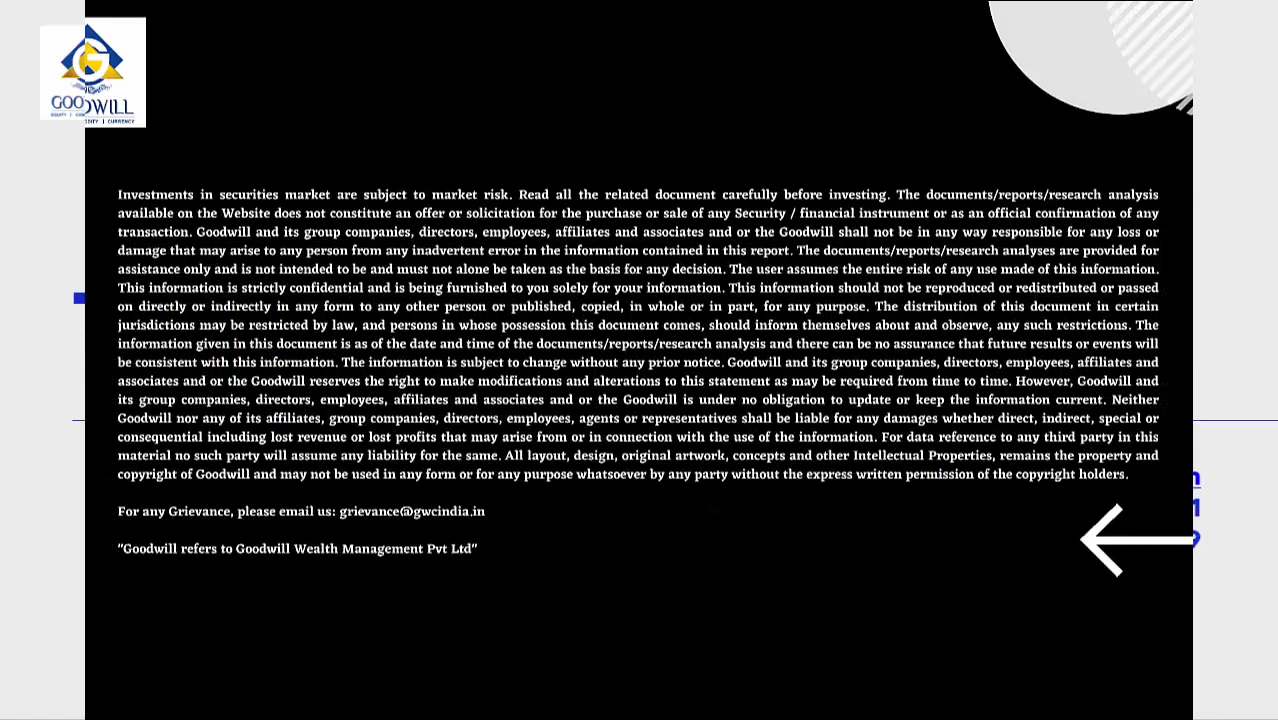 GOODWILL
Investments in securities market are subject to market risk. Read all the related document carefully before investing. The documents/reports/research analysis
available on the Website does not constitute an offer or solicitation for the purchase or sale of any Security / financial instrument or as an official confirmation of any
transaction. Goodwill and its group companies, directors, employees, affiliates and associates and or the Goodwill shall not be in any way responsible for any loss or
damage that may arise to any person from any inadvertent error in the information contained in this report. The documents/reports/research analyses are provided for
assistance only and is not intended to be and must not alone be taken as the basis for any decision. The user assumes the entire risk of any use made of this information.
This information is strictly confidential and is being furnished to you solely for your information. This information should not be reproduced or redistributed or passed
on directly or indirectly in any form to any other person or published, copied, in whole or in part, for any purpose. The distribution of this document in certain
jurisdictions may be restricted by law, and persons in whose possession this document comes, should inform themselves about and observe, any such restrictions. The
information given in this document is as of the date and time of the documents/reports/research analysis and there can be no assurance that future results or events will
be consistent with this information. The information is subject to change without any prior notice. Goodwill and its group companies, directors, employees, affiliates and
associates and or the Goodwill reserves the right to make modifications and alterations to this statement as may be required from time to time. However, Goodwill and
its group companies, directors, employees, affiliates and associates and or the Goodwill is under no obligation to update or keep the information current. Neither
Goodwill nor any of its affiliates, group companies, directors, employees, agents or representatives shall be liable for any damages whether direct, indirect, special or
consequential including lost revenue or lost profits that may arise from or in connection with the use of the information. For data reference to any third party in this
material no such party will assume any liability for the same. All layout, design, original artwork, concepts and other Intellectual Properties, remains the property and
copyright of Goodwill and may not be used in any form or for any purpose whatsoever by any party without the express written permission of the copyright holders.
For any Grievance, please email us: grievance@gwcindia.in
"Goodwill refers to Goodwill Wealth Management Pvt Ltd"